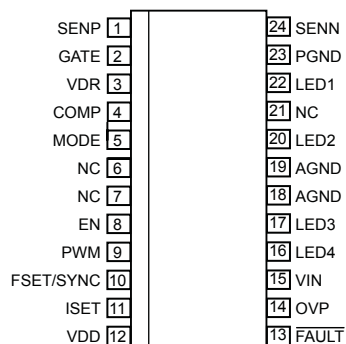 SENP 1 24 SENN
GATE 2 23 PGND
VDR 3 22 LED1
COMP 4 21 NC
MODE 5 20 LED2
NC 6 19 AGND
NC 7 18 AGND
EN 8 17 LED3
PWM 9 16 LED4
FSET/SYNC 10 15 VIN
ISET 11 14 OVP
VDD 12 13 FAULT